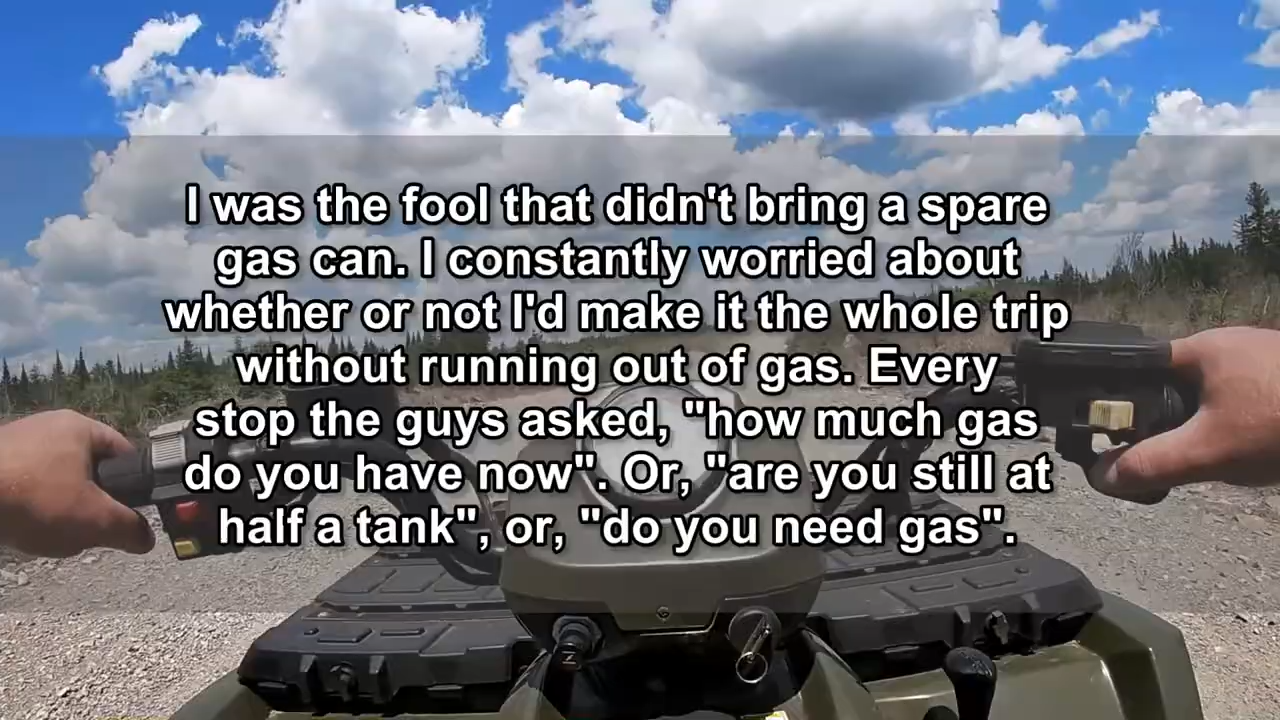 I was the fool that didn't bring a spare
gas can. I constantly worried about
whether or not I'd make it the whole trip
without running out of gas. Every
stop the guys asked, "how much gas
do you have now". Or, "are you still at
half a tank", or, "do you need gas".